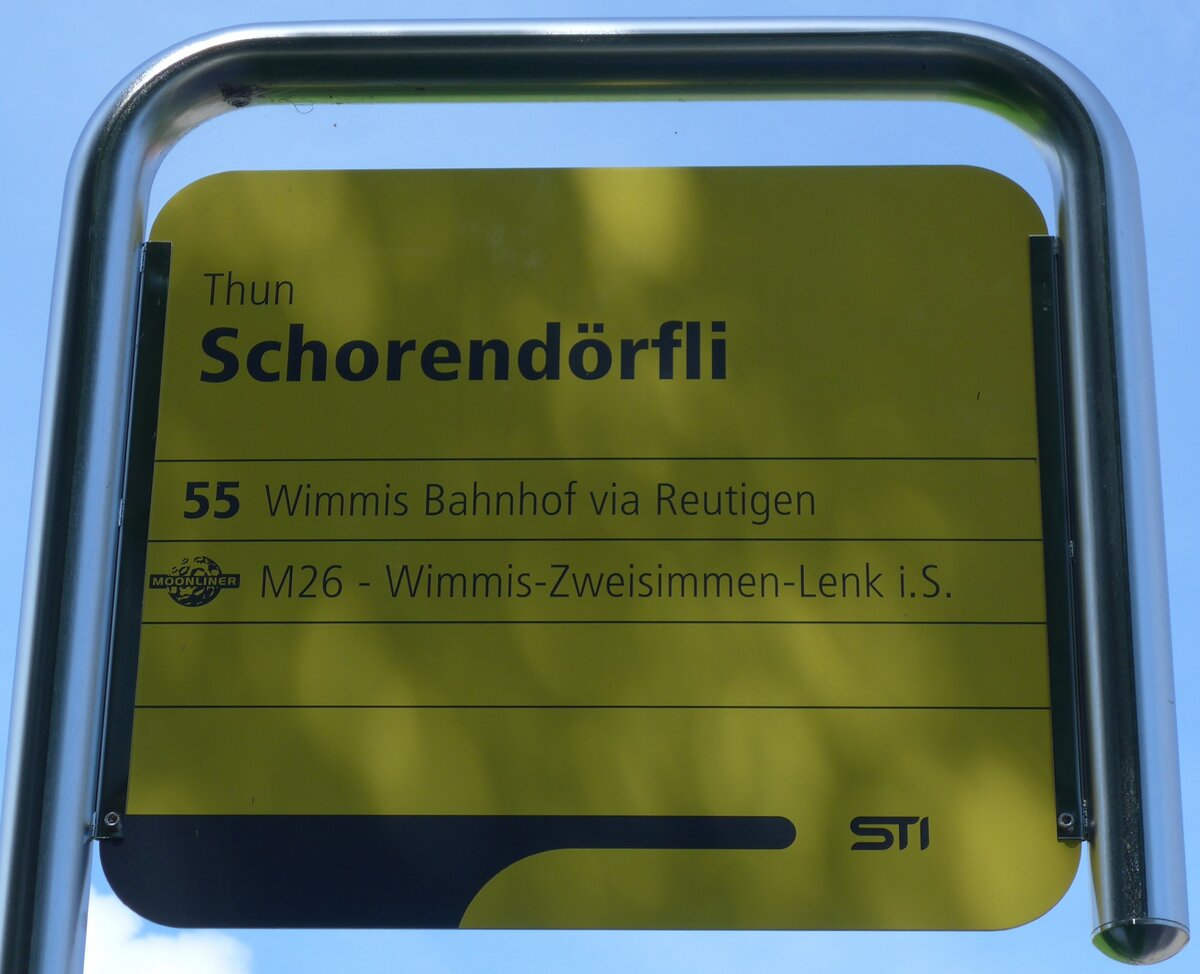 Thun
Schorendörfli
55 Wimmis Bahnhof via Reutigen
MOONLINER M26 - Wimmis-Zweisimmen-Lenk i.S.
STI